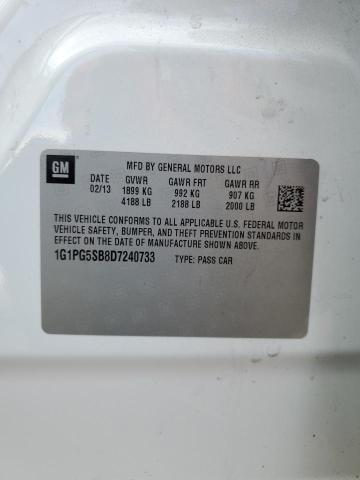 GM
MFD BY GENERAL MOTORS LLC
DATE GVWR GAWR FRT GAWR RR
02/13 1899 KG 992 KG 907 KG
4188 LB 2188 LB 2000 LB
THIS VEHICLE CONFORMS TO ALL APPLICABLE U.S. FEDERAL MOTOR
VEHICLE SAFETY, BUMPER, AND THEFT PREVENTION STANDARDS
IN EFFECT ON THE DATE OF MANUFACTURE SHOWN ABOVE.
1G1PG5SB8D7240733 TYPE: PASS CAR